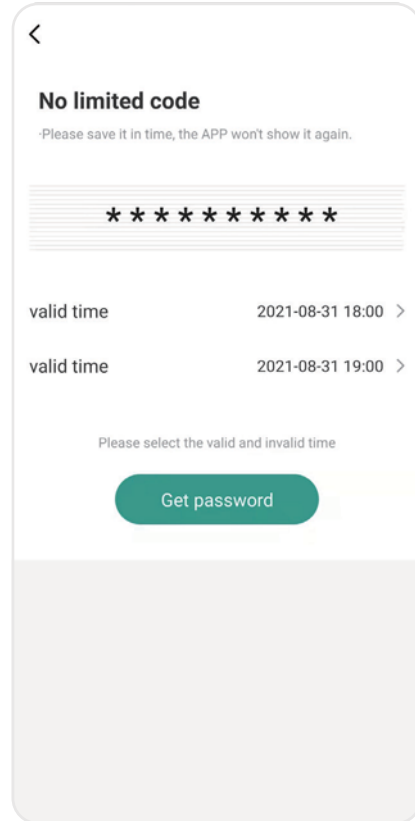 No limited code
·Please save it in time, the APP won't show it again.
* * * * * * * * * *
valid time 2021-08-31 18:00 >
valid time 2021-08-31 19:00 >
Please select the valid and invalid time
Get password